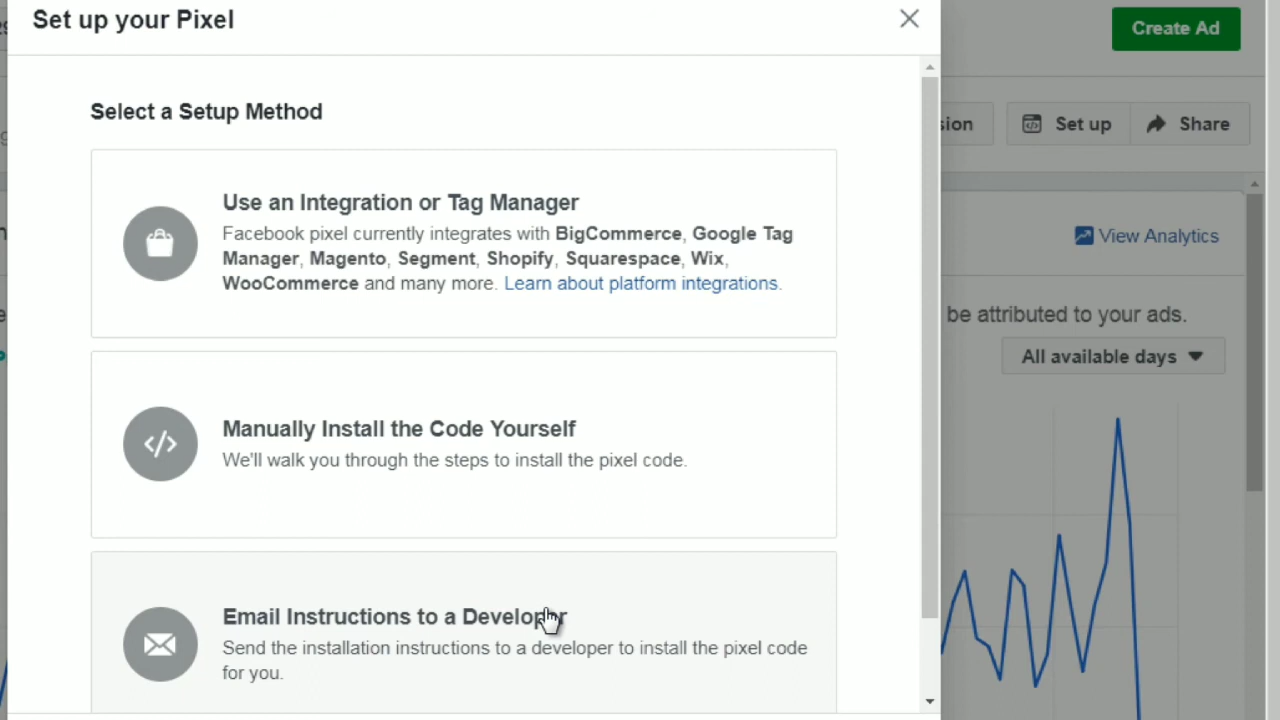 Set up your Pixel
Create Ad
Select a Setup Method
sion
Set up
Share
Use an Integration or Tag Manager
Facebook pixel currently integrates with BigCommerce, Google Tag
Manager, Magento, Segment, Shopify, Squarespace, Wix,
WooCommerce and many more. Learn about platform integrations.
View Analytics
be attributed to your ads.
All available days
Manually Install the Code Yourself
We'll walk you through the steps to install the pixel code.
Email Instructions to a Developer
Send the installation instructions to a developer to install the pixel code
for you.